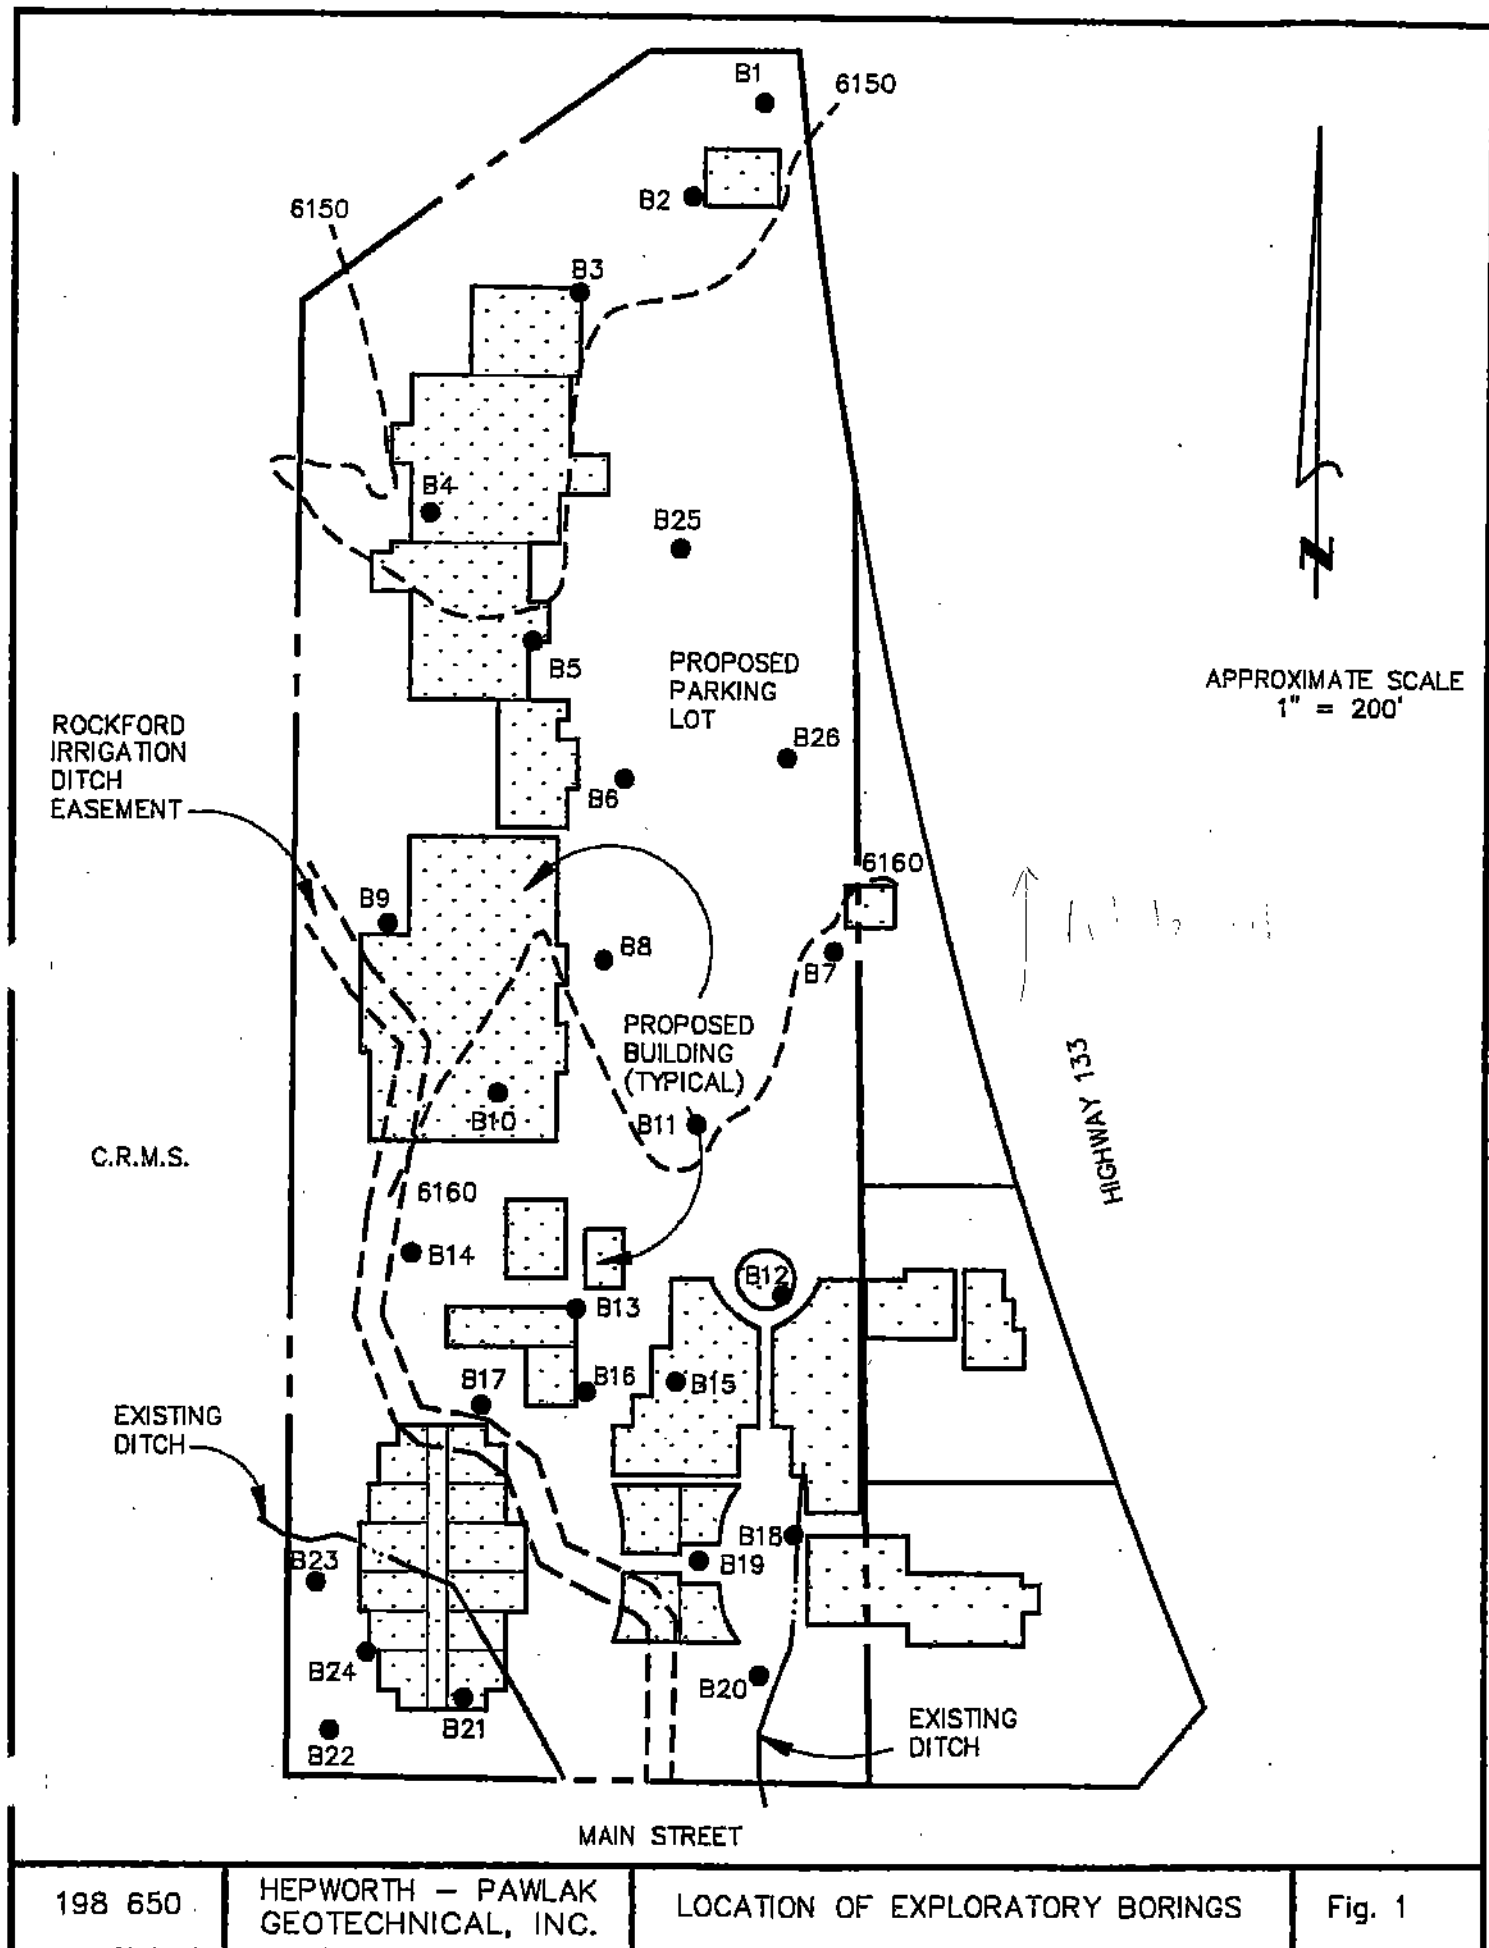 B1
6150
B2
6150
B3
B4
B25
B5
PROPOSED
PARKING
LOT
APPROXIMATE SCALE
1" = 200'
ROCKFORD
IRRIGATION
DITCH
EASEMENT
B26
B6
6160
B9
B8
B7
PROPOSED
BUILDING
(TYPICAL)
HIGHWAY 133
B10
B11
C.R.M.S.
6160
B14
B12
B13
B17
B16
B15
EXISTING
DITCH
B18
B23
B19
B24
B20
B21
EXISTING
DITCH
B22
MAIN STREET
198 650
HEPWORTH - PAWLAK
GEOTECHNICAL, INC.
LOCATION OF EXPLORATORY BORINGS
Fig. 1